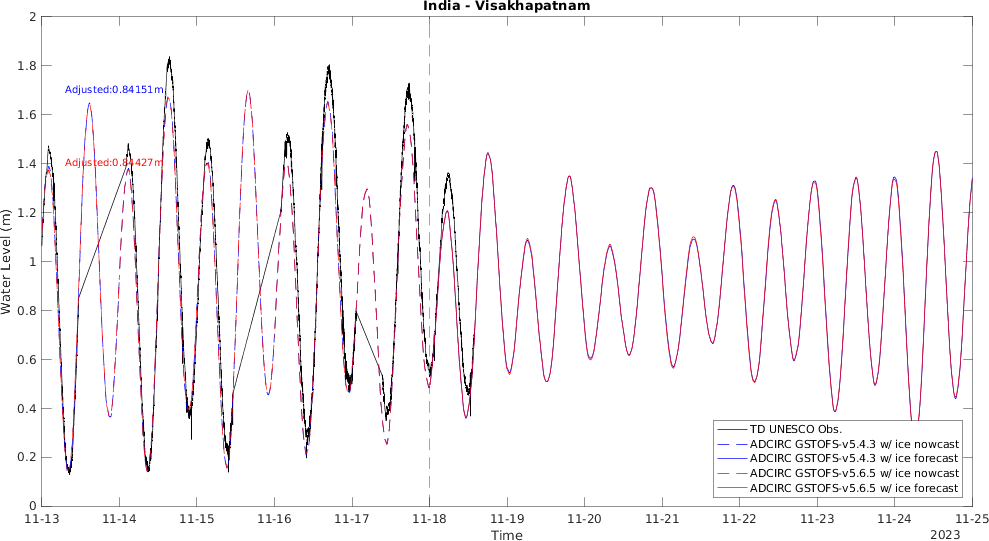 India - Visakhapatnam
2
1.8
1.6
1.4
1.2
1
0.8
0.6
0.4
0.2
0
Water Level (m)
Adjusted:0.84151m
Adjusted:0.84427m
TD UNESCO Obs.
ADCIRC GSTOFS-v5.4.3 w/ ice nowcast
ADCIRC GSTOFS-v5.4.3 w/ ice forecast
ADCIRC GSTOFS-v5.6.5 w/ ice nowcast
ADCIRC GSTOFS-v5.6.5 w/ ice forecast
11-13 11-14 11-15 11-16 11-17 11-18 11-19 11-20 11-21 11-22 11-23 11-24 11-25
Time
2023